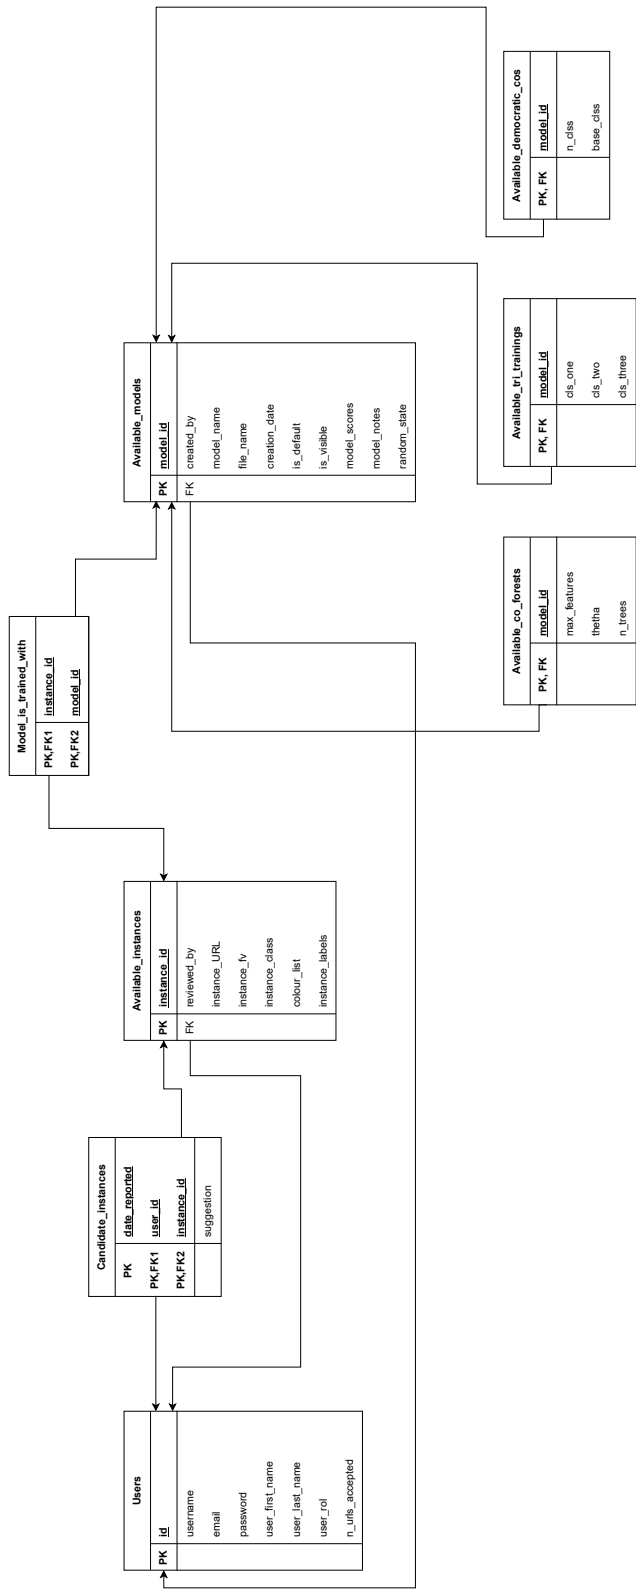 Users
PK id
username
email
password
user_first_name
user_last_name
user_rol
n_urls_accepted
Candidate_instances
PK date_reported
PK,FK1 user_id
PK,FK2 instance_id
suggestion
Available_instances
PK instance_id
FK reviewed_by
instance_URL
instance_fv
instance_class
colour_list
instance_labels
Model_is_trained_with
PK,FK1 instance_id
PK,FK2 model_id
Available_models
PK model_id
FK created_by
model_name
file_name
creation_date
is_default
is_visible
model_scores
model_notes
random_state
Available_co_forests
PK, FK model_id
max_features
thetha
n_trees
Available_tri_trainings
PK, FK model_id
cls_one
cls_two
cls_three
Available_democratic_cos
PK, FK model_id
n_clss
base_clss